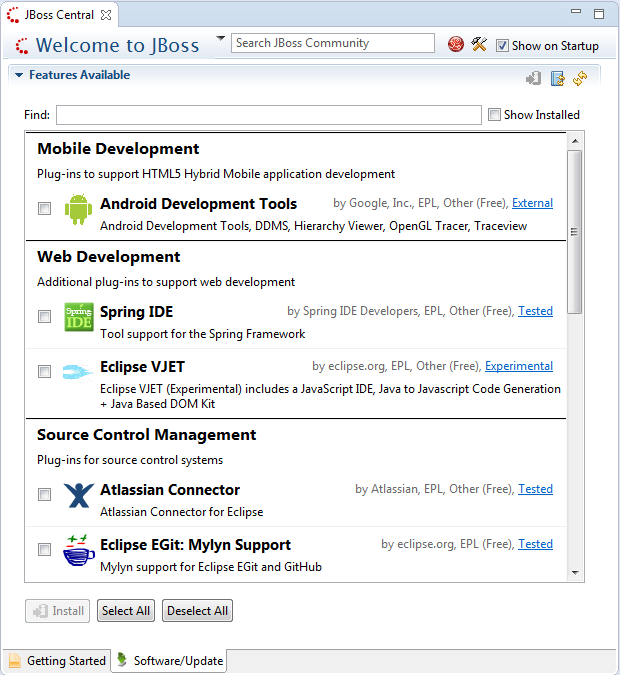 JBoss Central
Welcome to JBoss
Search JBoss Community
Show on Startup
Features Available
Find:
Show Installed
Mobile Development
Plug-ins to support HTML5 Hybrid Mobile application development
Android Development Tools by Google, Inc., EPL, Other (Free), External
Android Development Tools, DDMS, Hierarchy Viewer, OpenGL Tracer, Traceview
Web Development
Additional plug-ins to support web development
Spring IDE
Spring IDE by Spring IDE Developers, EPL, Other (Free), Tested
Tool support for the Spring Framework
Eclipse VJET by eclipse.org, EPL, Other (Free), Experimental
Eclipse VJET (Experimental) includes a JavaScript IDE, Java to Javascript Code Generation
+ Java Based DOM Kit
Source Control Management
Plug-ins for source control systems
Atlassian Connector by Atlassian, EPL, Other (Free), Tested
Atlassian Connector for Eclipse
Eclipse EGit: Mylyn Support by eclipse.org, EPL (Free), Tested
Mylyn support for Eclipse EGit and GitHub
Install Select All Deselect All
Getting Started Software/Update